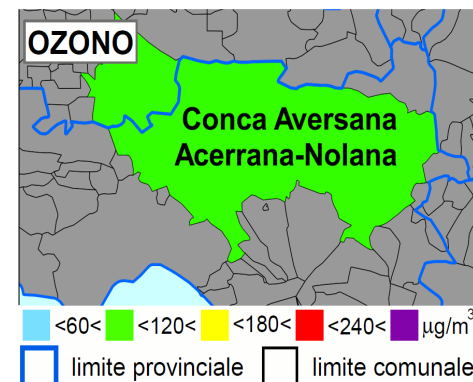 OZONO
Conca Aversana
Acerrana-Nolana
<60< <120< <180< <240< µg/m³
limite provinciale limite comunale